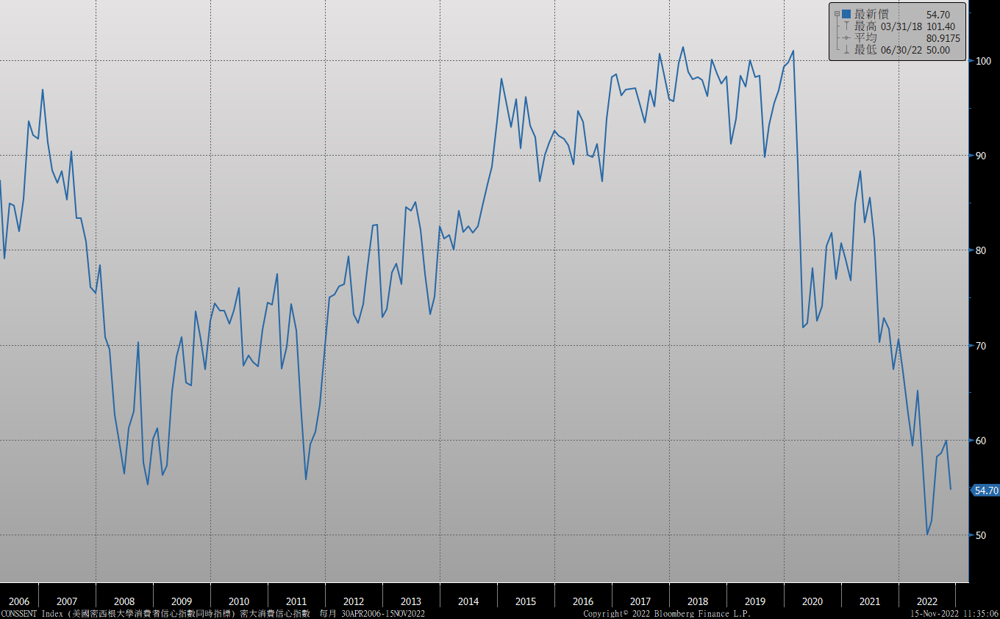 最新價 54.70
最高 03/31/18 101.40
平均 80.9175
最低 06/30/22 50.00
100
90
80
70
60
54.70
50
2006 2007 2008 2009 2010 2011 2012 2013 2014 2015 2016 2017 2018 2019 2020 2021 2022
CONSSENT Index (美國密西根大學消費者信心指數同時指標) 密大消費信心指數 每月 30APR2006-15NOV2022 Copyright© 2022 Bloomberg Finance L.P. 15-Nov-2022 11:35:06